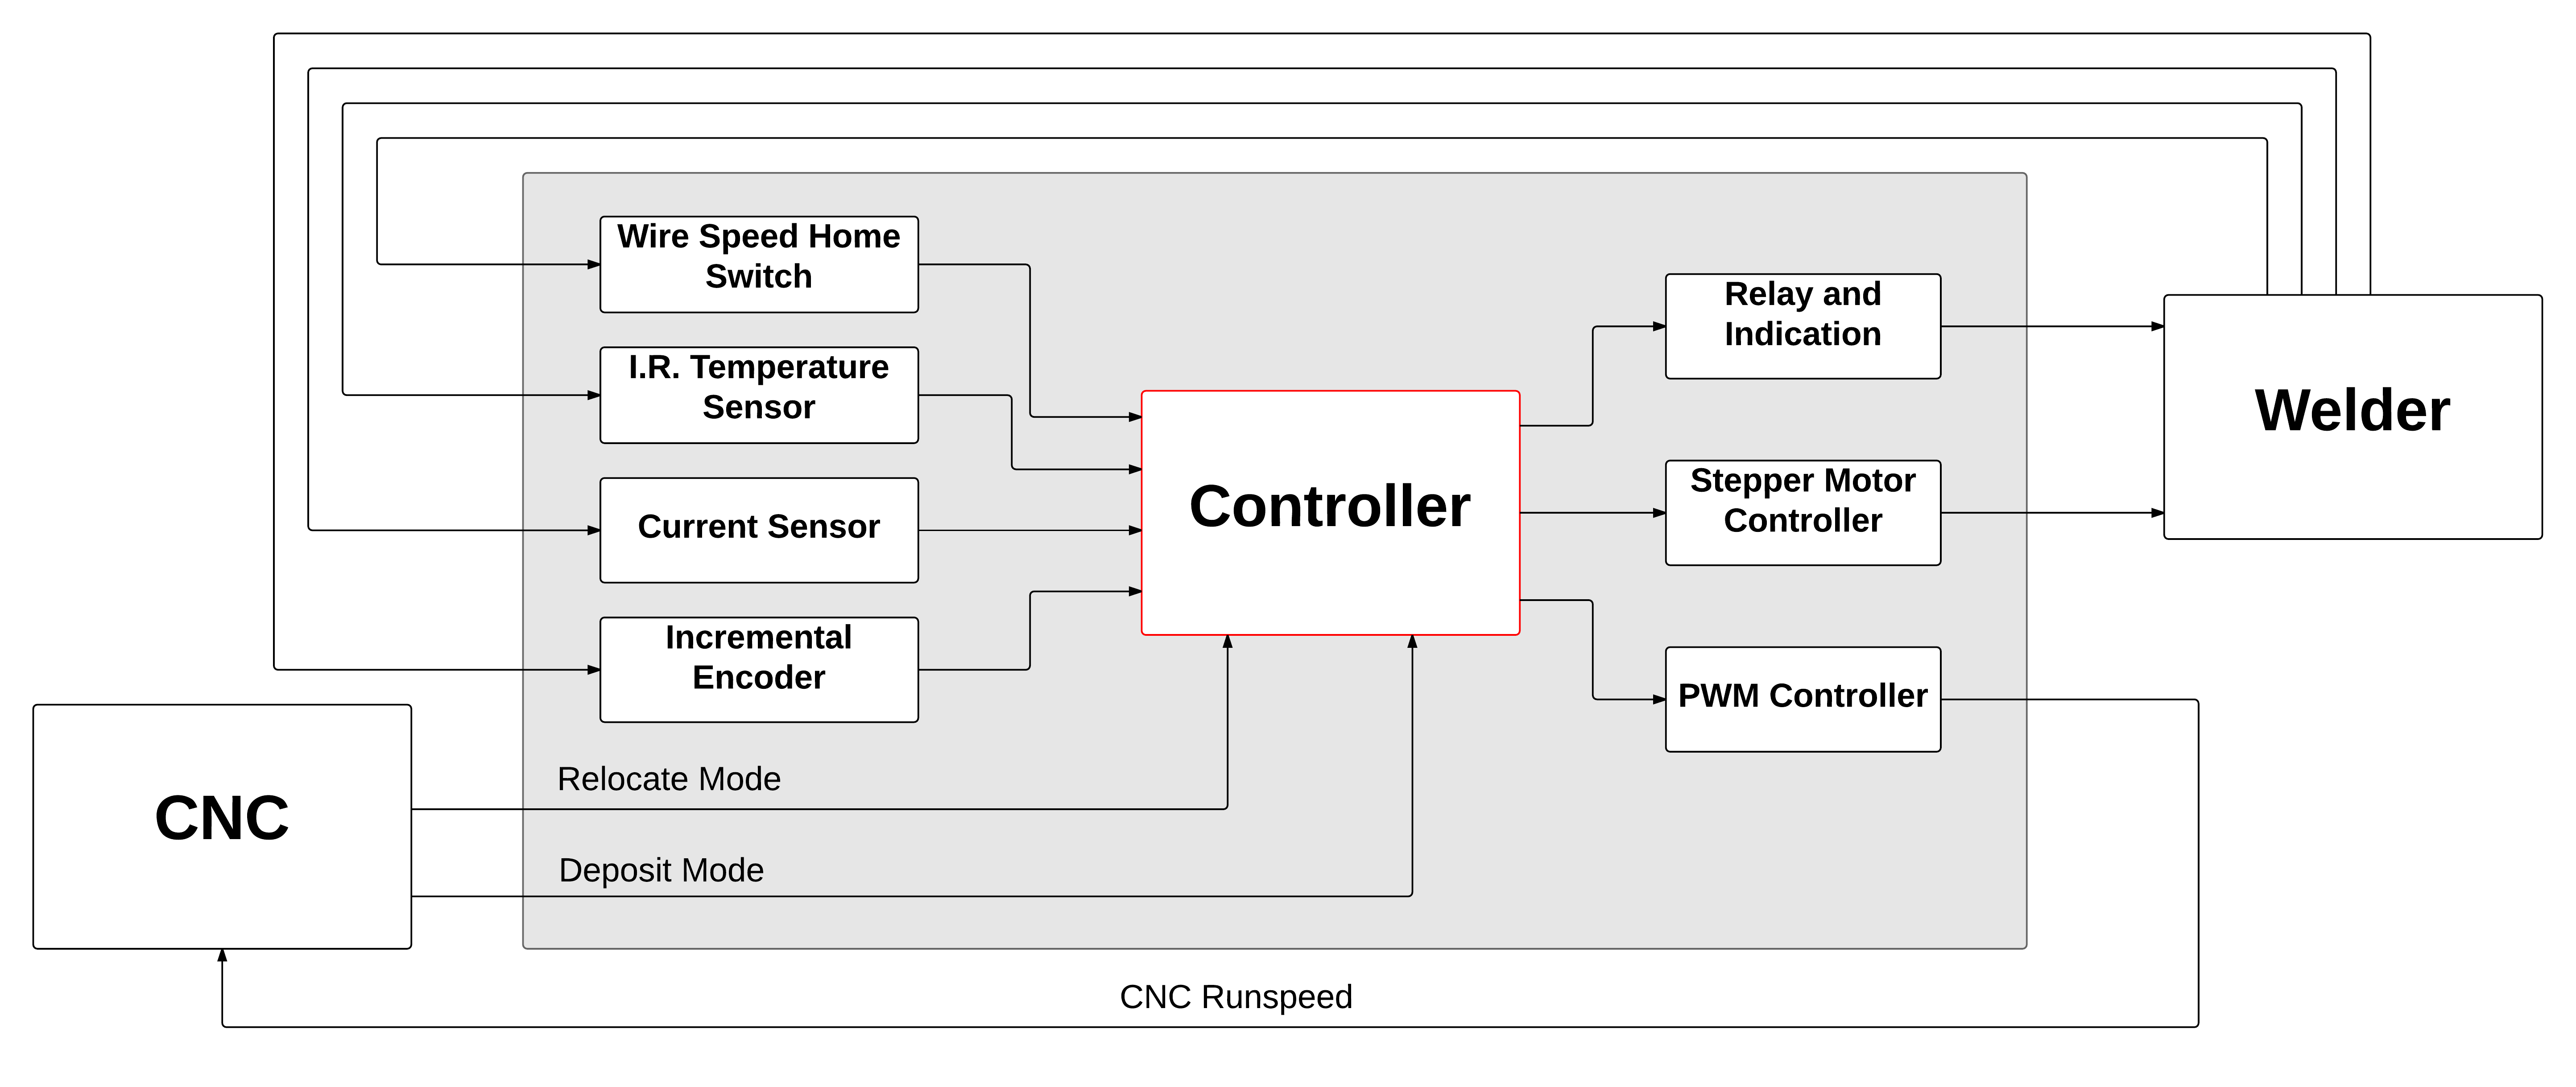 Wire Speed Home
Switch
I.R. Temperature
Sensor
Current Sensor
Incremental
Encoder
Controller
Relay and
Indication
Stepper Motor
Controller
PWM Controller
Welder
CNC
Relocate Mode
Deposit Mode
CNC Runspeed